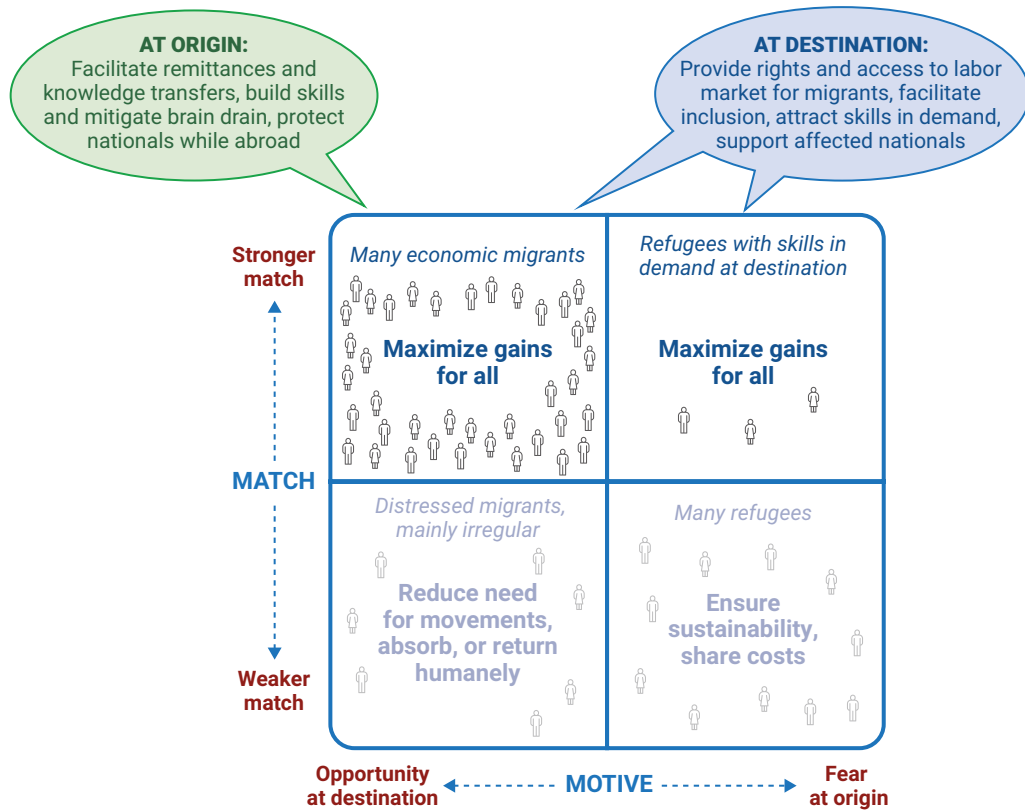 AT ORIGIN:
Facilitate remittances and
knowledge transfers, build skills
and mitigate brain drain, protect
nationals while abroad
AT DESTINATION:
Provide rights and access to labor
market for migrants, facilitate
inclusion, attract skills in demand,
support affected nationals
Stronger
match
MATCH
Weaker
match
Many economic migrants
Maximize gains
for all
Refugees with skills in
demand at destination
Maximize gains
for all
Distressed migrants,
mainly irregular
Reduce need
for movements,
absorb, or return
humanely
Many refugees
Ensure
sustainability,
share costs
Opportunity
at destination
MOTIVE
Fear
at origin